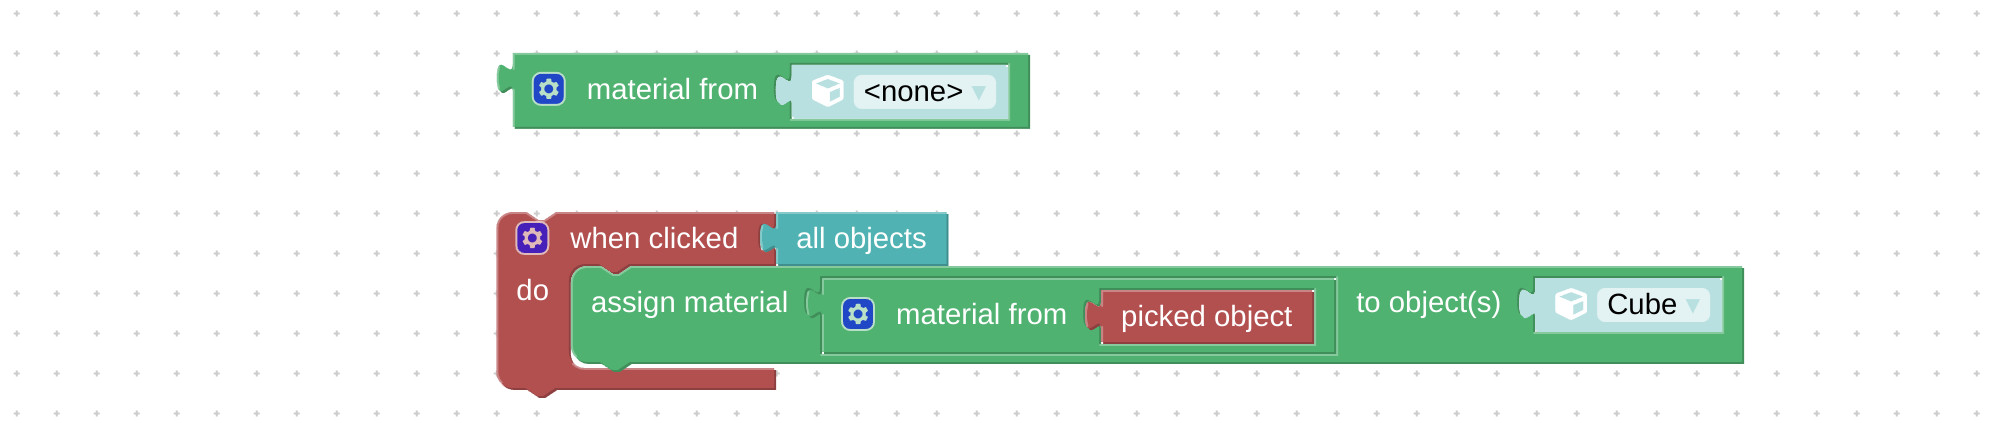 material from <none>
when clicked all objects
do assign material material from picked object to object(s) Cube